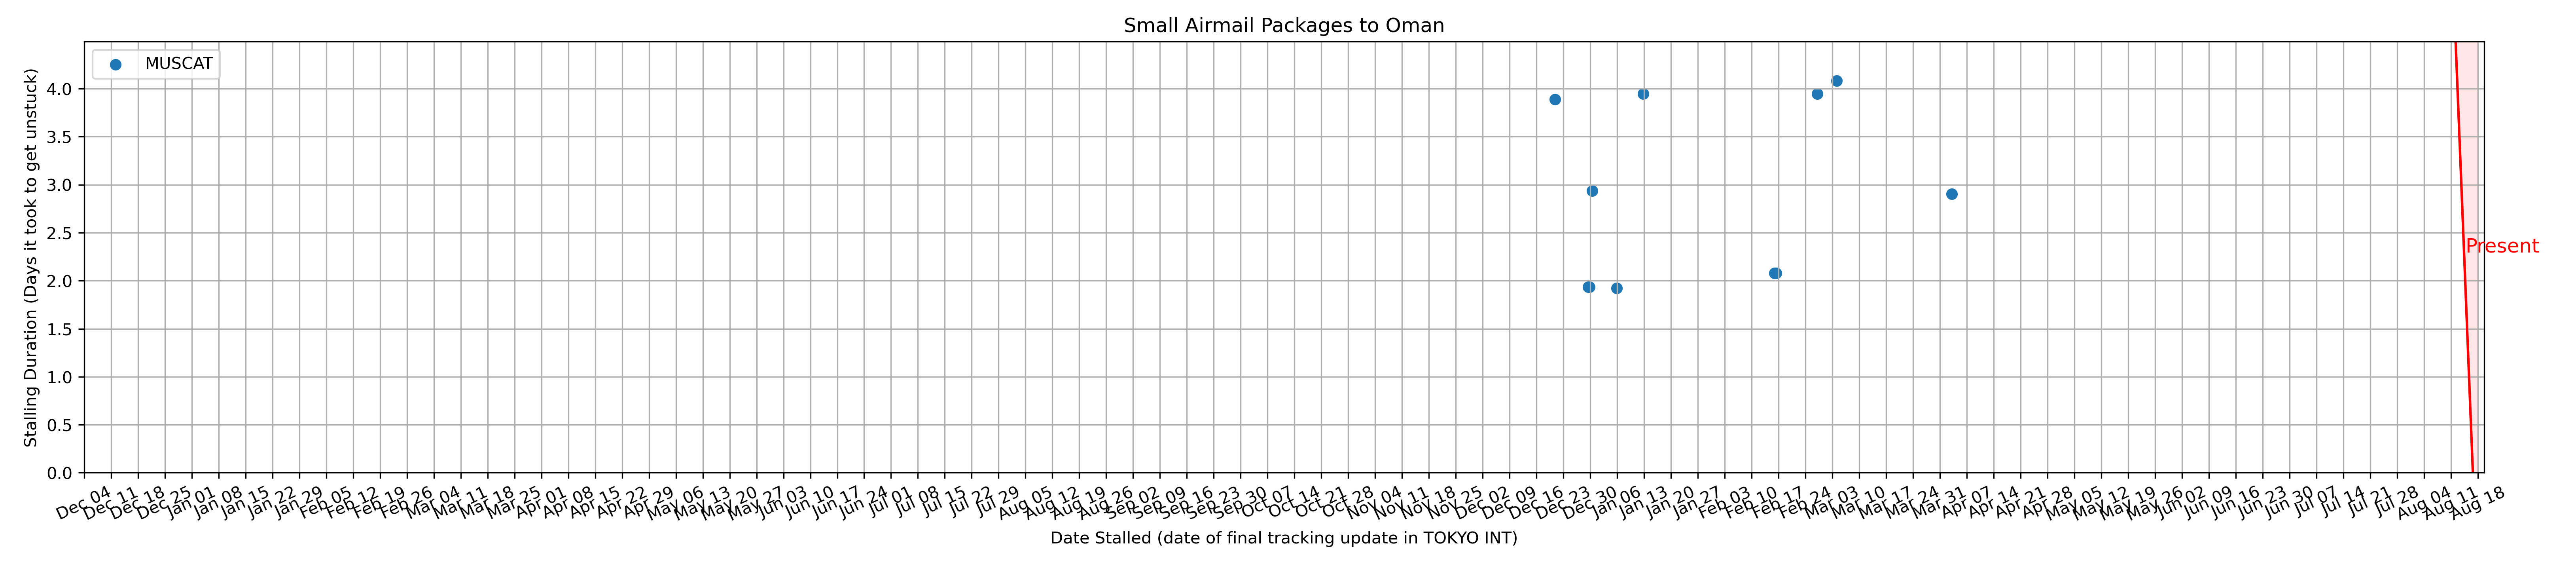 Small Airmail Packages to Oman
MUSCAT
Stalling Duration (Days it took to get unstuck)
4.0
3.5
3.0
2.5
2.0
1.5
1.0
0.5
0.0
Present
Dec 04
Dec 11
Dec 18
Dec 25
Jan 01
Jan 08
Jan 15
Jan 22
Jan 29
Feb 05
Feb 12
Feb 19
Feb 26
Mar 04
Mar 11
Mar 18
Mar 25
Apr 01
Apr 08
Apr 15
Apr 22
Apr 29
May 06
May 13
May 20
May 27
Jun 03
Jun 10
Jun 17
Jun 24
Jul 01
Jul 08
Jul 15
Jul 22
Jul 29
Aug 05
Aug 12
Aug 19
Aug 26
Sep 02
Sep 09
Sep 16
Sep 23
Sep 30
Oct 07
Oct 14
Oct 21
Oct 28
Nov 04
Nov 11
Nov 18
Nov 25
Dec 02
Dec 09
Dec 16
Dec 23
Dec 30
Jan 06
Jan 13
Jan 20
Jan 27
Feb 03
Feb 10
Feb 17
Feb 24
Mar 03
Mar 10
Mar 17
Mar 24
Mar 31
Apr 07
Apr 14
Apr 21
Apr 28
May 05
May 12
May 19
May 26
Jun 02
Jun 09
Jun 16
Jun 23
Jun 30
Jul 07
Jul 14
Jul 21
Jul 28
Aug 04
Aug 11
Aug 18
Date Stalled (date of final tracking update in TOKYO INT)